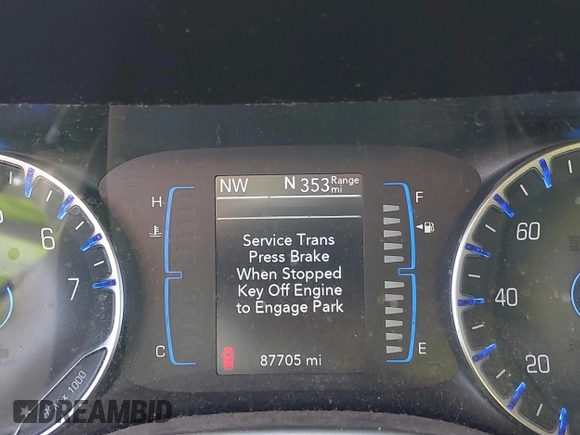 NW N 353 Range mi
H
F
Service Trans
Press Brake
When Stopped
Key Off Engine
to Engage Park
C
E
87705 mi
6
7
x 1000
60
40
20
DREAMBID